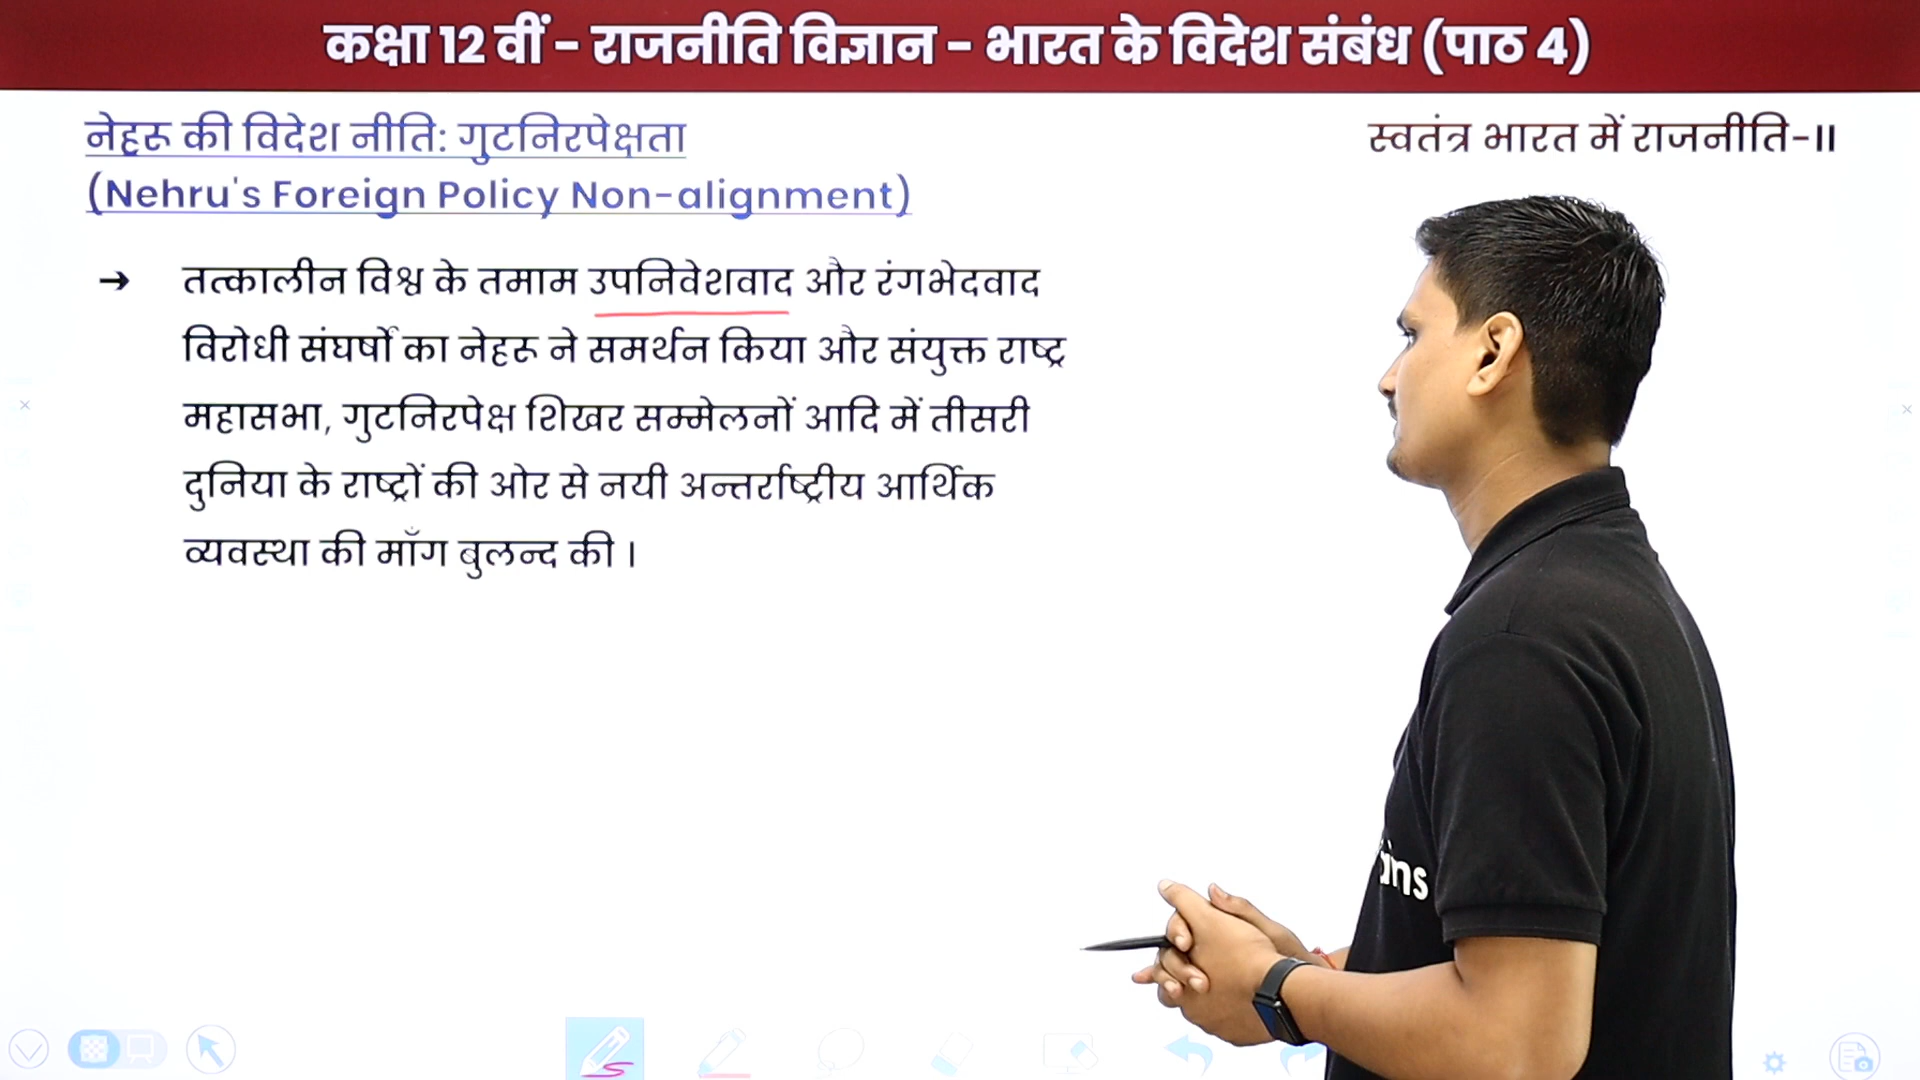 कक्षा 12 वीं - राजनीति विज्ञान - भारत के विदेश संबंध (पाठ 4)
नेहरू की विदेश नीति: गुटनिरपेक्षता
(Nehru's Foreign Policy Non-alignment)
स्वतंत्र भारत में राजनीति-II
→ तत्कालीन विश्व के तमाम उपनिवेशवाद और रंगभेदवाद
विरोधी संघर्षों का नेहरू ने समर्थन किया और संयुक्त राष्ट्र
महासभा, गुटनिरपेक्ष शिखर सम्मेलनों आदि में तीसरी
दुनिया के राष्ट्रों की ओर से नयी अन्तर्राष्ट्रीय आर्थिक
व्यवस्था की माँग बुलन्द की ।